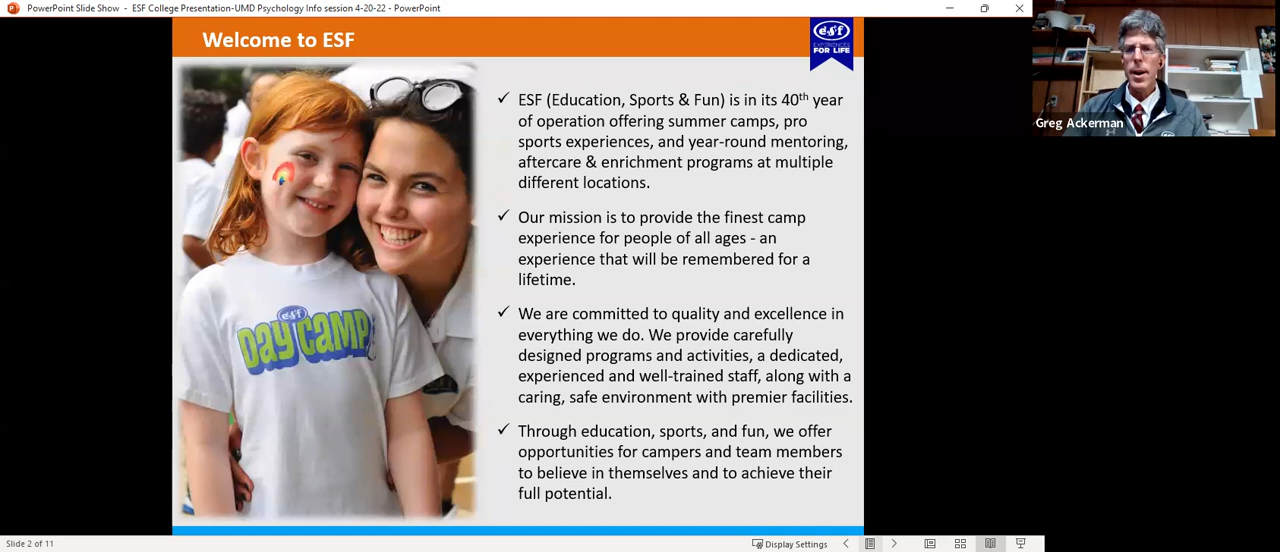 PowerPoint Slide Show - ESF College Presentation-UMD Psychology Info session 4-20-22 - PowerPoint
Welcome to ESF
esf
EXPERIENCES
FOR LIFE
Greg Ackerman
✓ ESF (Education, Sports & Fun) is in its 40th year
of operation offering summer camps, pro
sports experiences, and year-round mentoring,
aftercare & enrichment programs at multiple
different locations.
✓ Our mission is to provide the finest camp
experience for people of all ages - an
experience that will be remembered for a
lifetime.
✓ We are committed to quality and excellence in
everything we do. We provide carefully
designed programs and activities, a dedicated,
experienced and well-trained staff, along with a
caring, safe environment with premier facilities.
✓ Through education, sports, and fun, we offer
opportunities for campers and team members
to believe in themselves and to achieve their
full potential.
esf
DAY CAMP
Slide 2 of 11
Display Settings